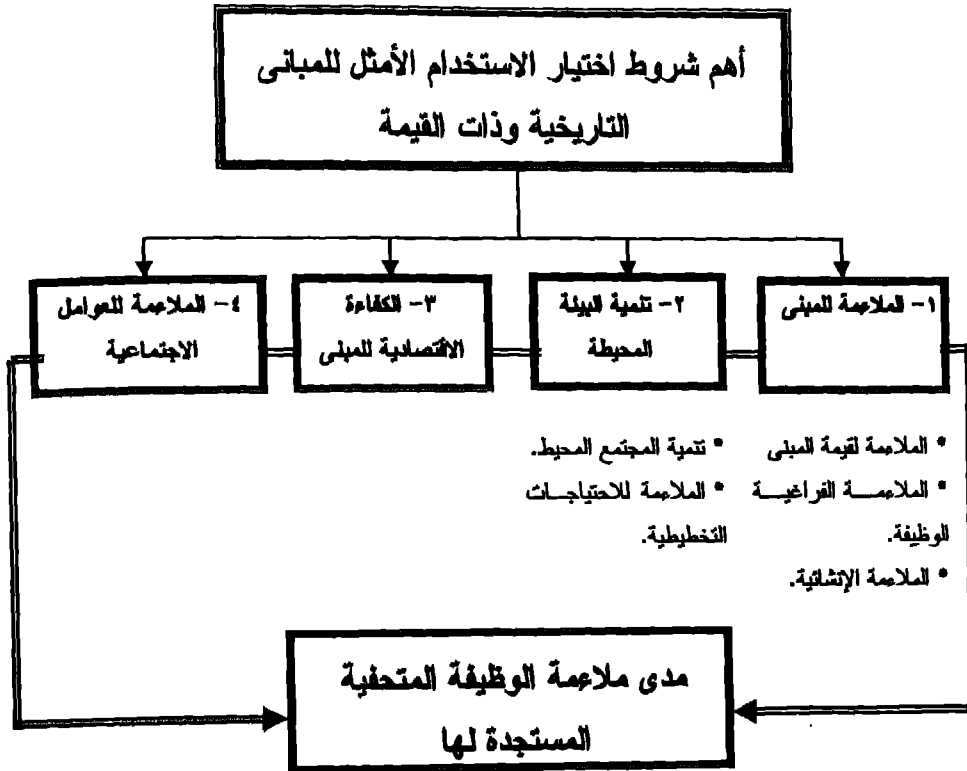 أهم شروط اختيار الاستخدام الأمثل للمبانى
التاريخية وذات القيمة
١- الملاءمة للمبنى
٢- تنمية البيئة
المحيطة
٣- الكفاءة
الاقتصادية للمبنى
٤- الملاءمة للعوامل
الاجتماعية
* الملاءمة لقيمة المبنى
* الملاءمة الفراغية
للوظيفة.
* الملاءمة الإنشائية.
* تنمية المجتمع المحيط.
* الملاءمة للاحتياجات
التخطيطية.
مدى ملاءمة الوظيفة المتحفية
المستجدة لها